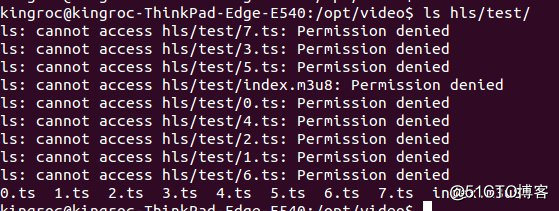 kingroc@kingroc-ThinkPad-Edge-E540:/opt/video$ ls hls/test/
ls: cannot access hls/test/7.ts: Permission denied
ls: cannot access hls/test/3.ts: Permission denied
ls: cannot access hls/test/5.ts: Permission denied
ls: cannot access hls/test/index.m3u8: Permission denied
ls: cannot access hls/test/0.ts: Permission denied
ls: cannot access hls/test/4.ts: Permission denied
ls: cannot access hls/test/2.ts: Permission denied
ls: cannot access hls/test/1.ts: Permission denied
ls: cannot access hls/test/6.ts: Permission denied
0.ts 1.ts 2.ts 3.ts 4.ts 5.ts 6.ts 7.ts index.m3u8
@51CTO博客
kingroc@kingroc-ThinkPad-Edge-E540:/opt/video$